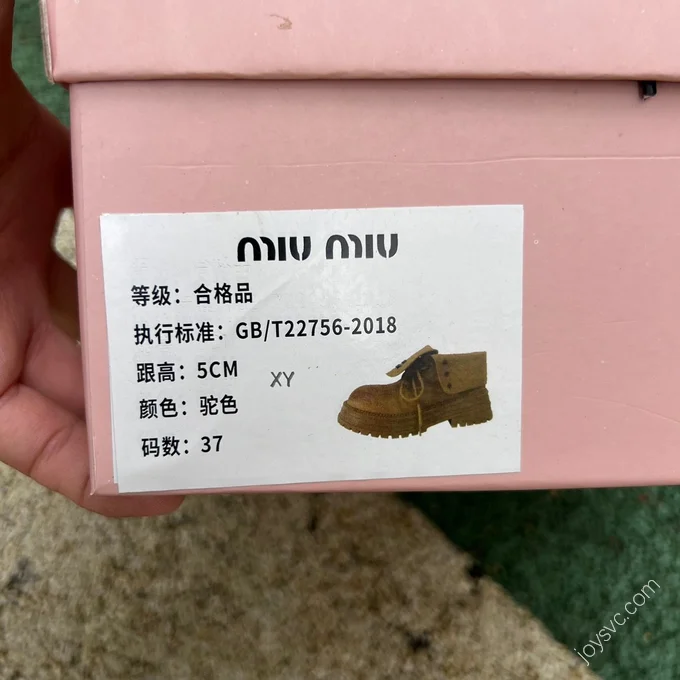 miu miu
等级：合格品
执行标准：GB/T22756-2018
跟高：5CM
XY
颜色：驼色
码数：37
joysvc.com